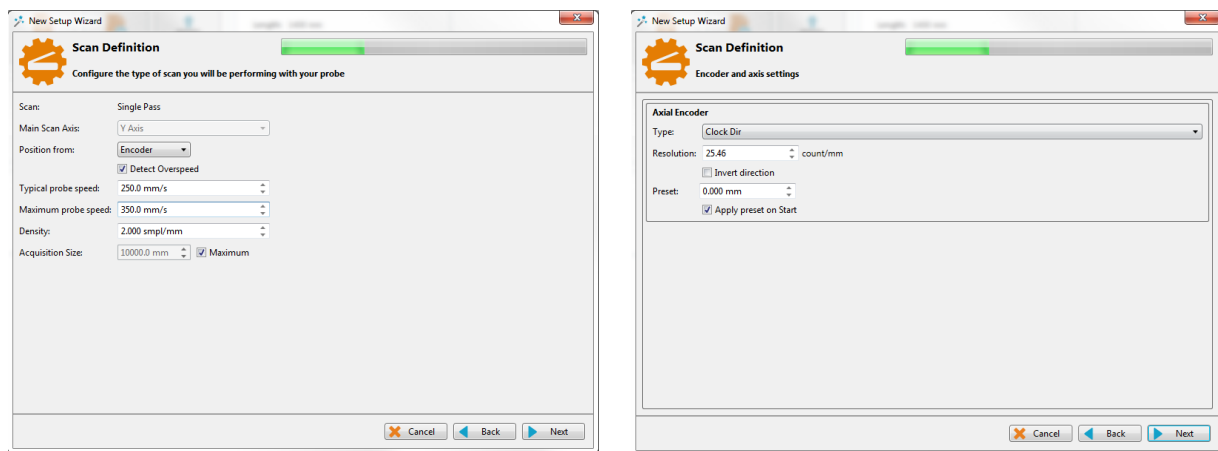 New Setup Wizard
Scan Definition
Configure the type of scan you will be performing with your probe
Scan: Single Pass
Main Scan Axis: Y Axis
Position from: Encoder
Detect Overspeed
Typical probe speed: 250.0 mm/s
Maximum probe speed: 350.0 mm/s
Density: 2.000 smpl/mm
Acquisition Size: 10000.0 mm Maximum
Cancel Back Next
New Setup Wizard
Scan Definition
Encoder and axis settings
Axial Encoder
Type: Clock Dir
Resolution: 25.46 count/mm
Invert direction
Preset: 0.000 mm
Apply preset on Start
Cancel Back Next